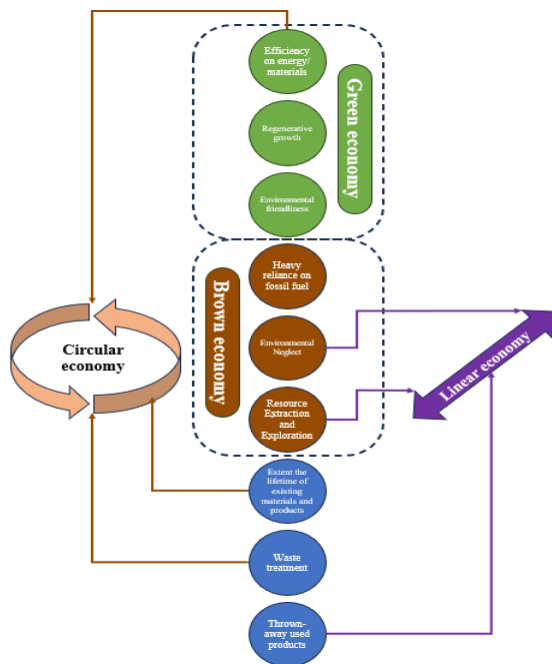 Efficiency
on energy/
materials
Regenerative
growth
Environmental
friendliness
Green economy
Heavy
reliance on
fossil fuel
Environmental
Neglect
Resource
Extraction
and
Exploration
Brown economy
Circular
economy
Linear economy
Extent the
lifetime of
existing
materials and
products
Waste
treatment
Thrown-
away used
products